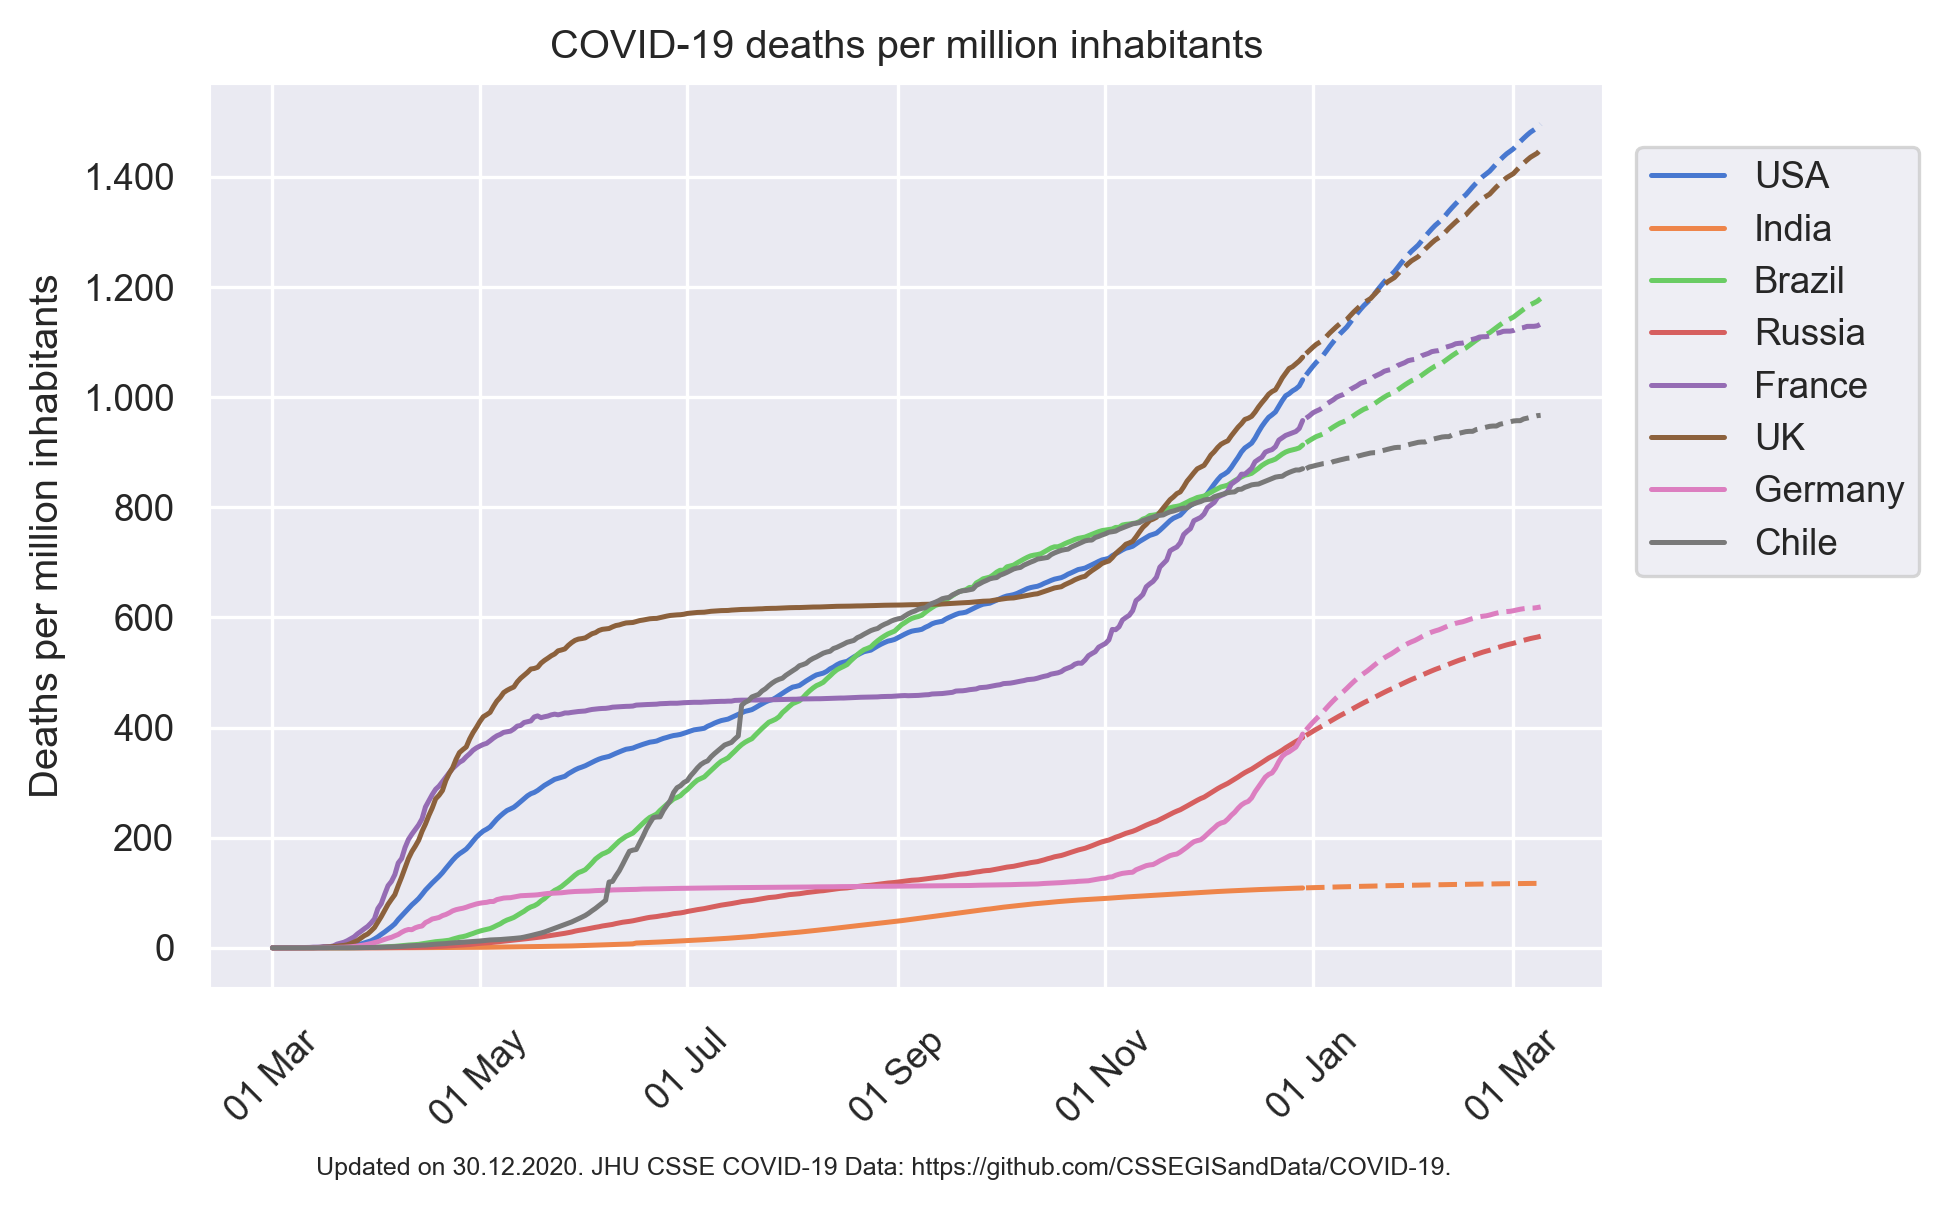 COVID-19 deaths per million inhabitants
Deaths per million inhabitants
1.400
1.200
1.000
800
600
400
200
0
01 Mar
01 May
01 Jul
01 Sep
01 Nov
01 Jan
01 Mar
USA
India
Brazil
Russia
France
UK
Germany
Chile
Updated on 30.12.2020. JHU CSSE COVID-19 Data: https://github.com/CSSEGISandData/COVID-19.